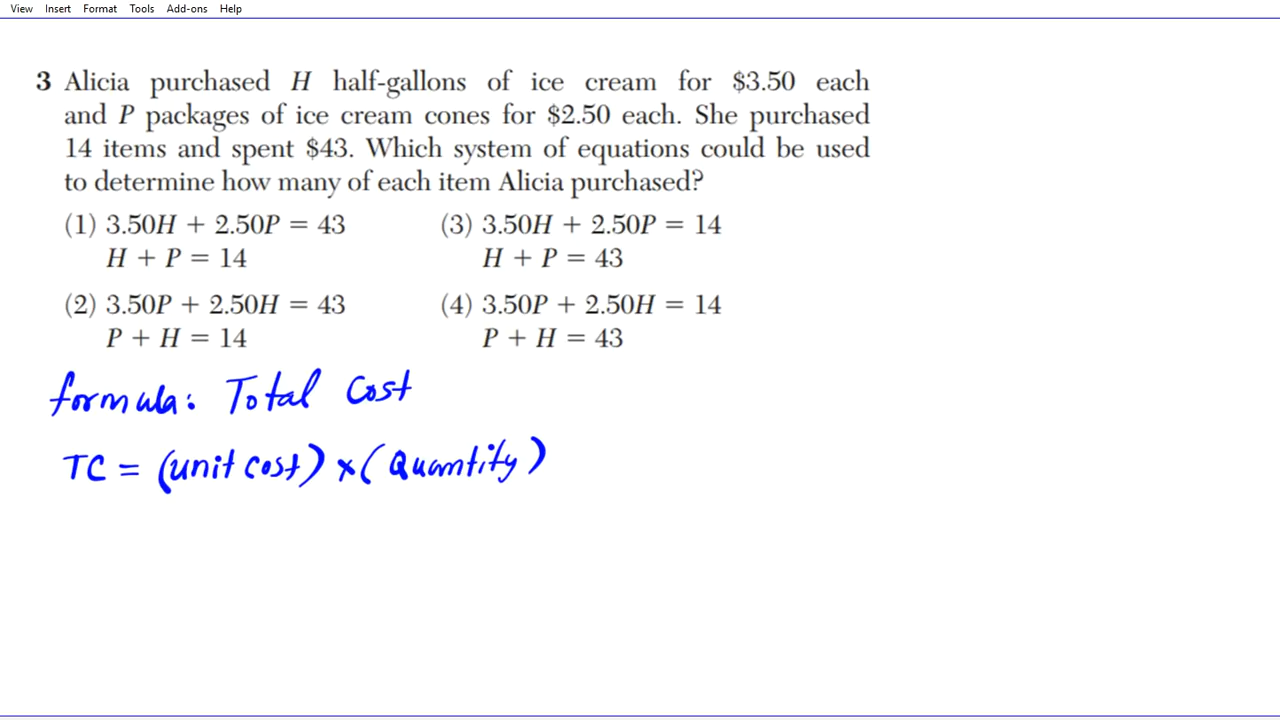 View Insert Format Tools Add-ons Help
3 Alicia purchased H half-gallons of ice cream for $3.50 each
and P packages of ice cream cones for $2.50 each. She purchased
14 items and spent $43. Which system of equations could be used
to determine how many of each item Alicia purchased?
(1) 3.50H + 2.50P = 43
H + P = 14
(2) 3.50P + 2.50H = 43
P + H = 14
(3) 3.50H + 2.50P = 14
H + P = 43
(4) 3.50P + 2.50H = 14
P + H = 43
formula: Total Cost
TC = (unit cost) × (Quantity)